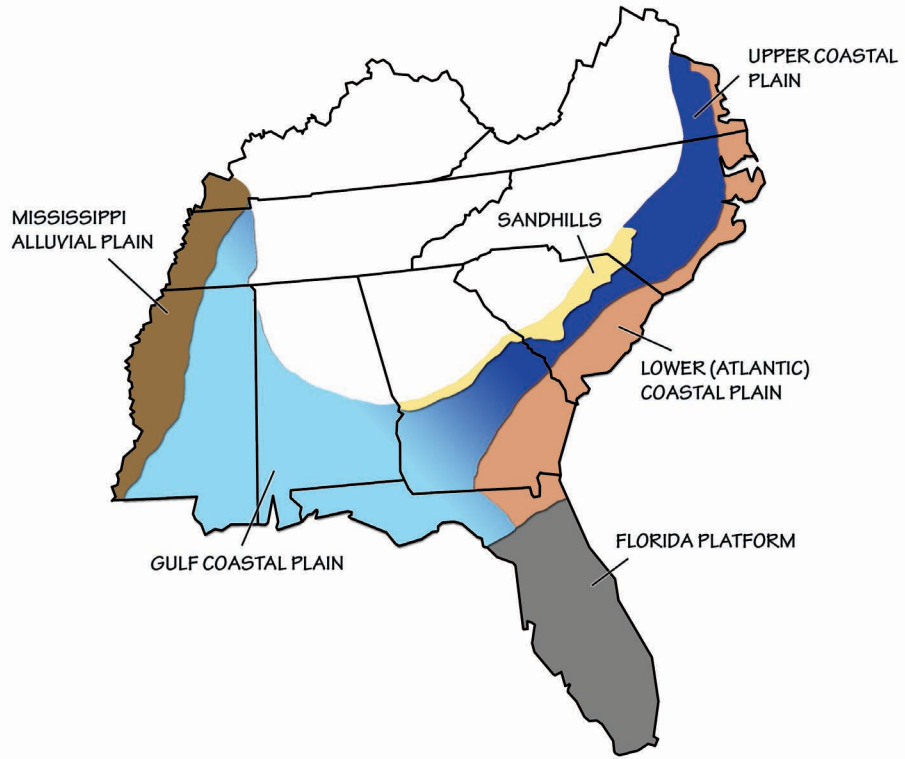 UPPER COASTAL
PLAIN
MISSISSIPPI
ALLUVIAL PLAIN
SANDHILLS
LOWER (ATLANTIC)
COASTAL PLAIN
GULF COASTAL PLAIN
FLORIDA PLATFORM